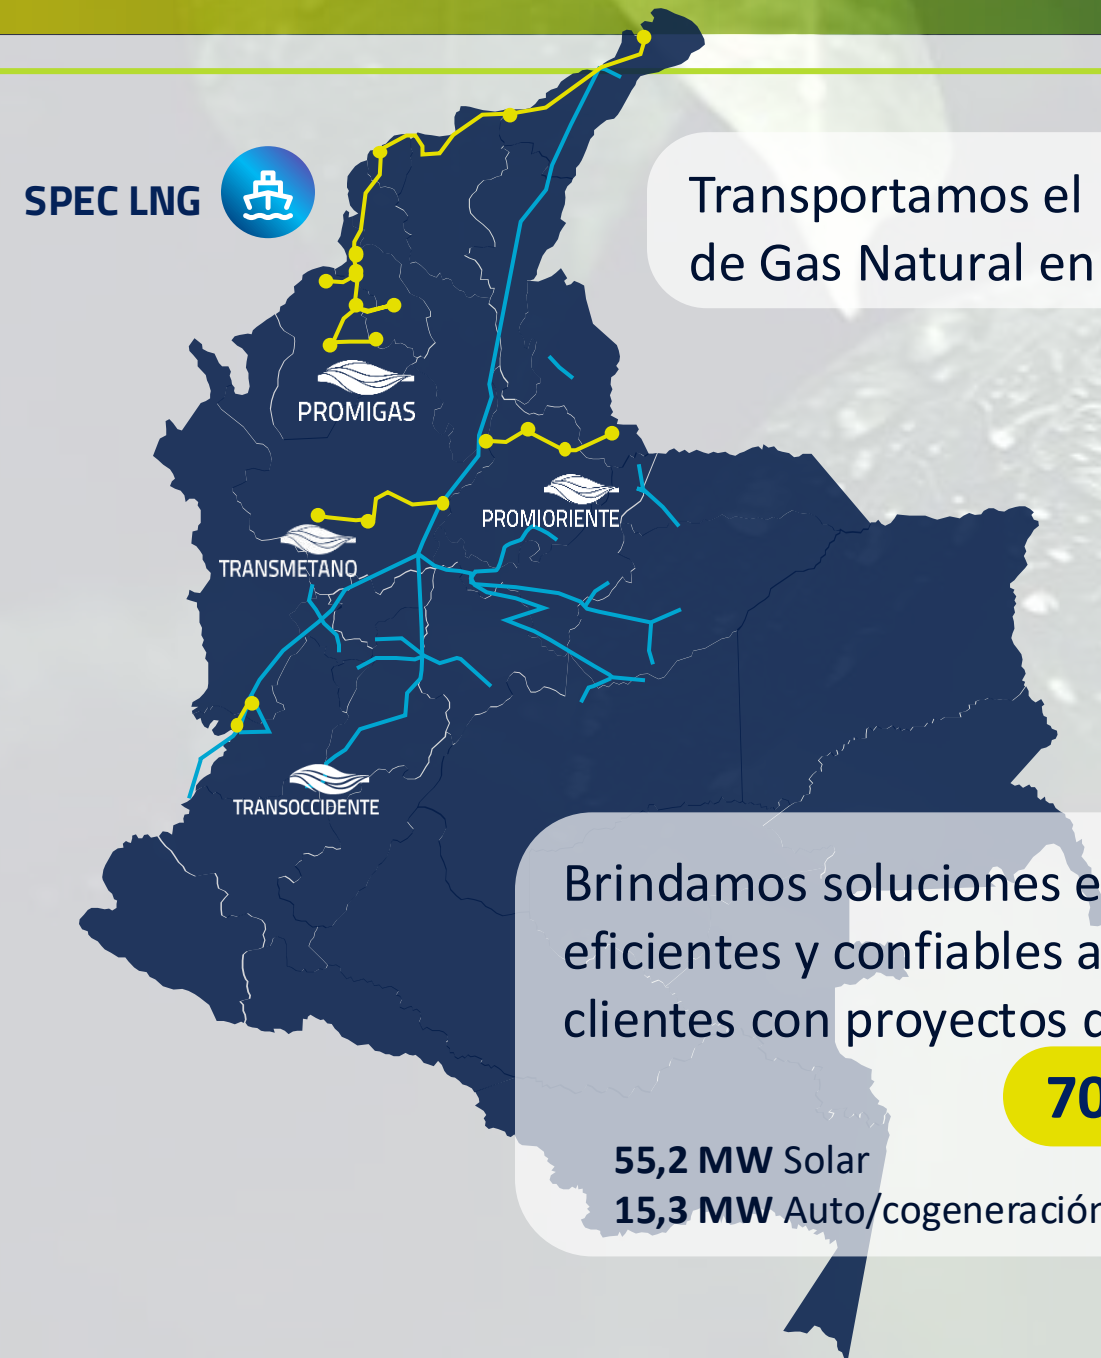 SPEC LNG
Transportamos el
de Gas Natural en
PROMIGAS
PROMIORIENTE
TRANSMETANO
TRANSOCCIDENTE
Brindamos soluciones e
eficientes y confiables a
clientes con proyectos
70
55,2 MW Solar
15,3 MW Auto/cogeneración